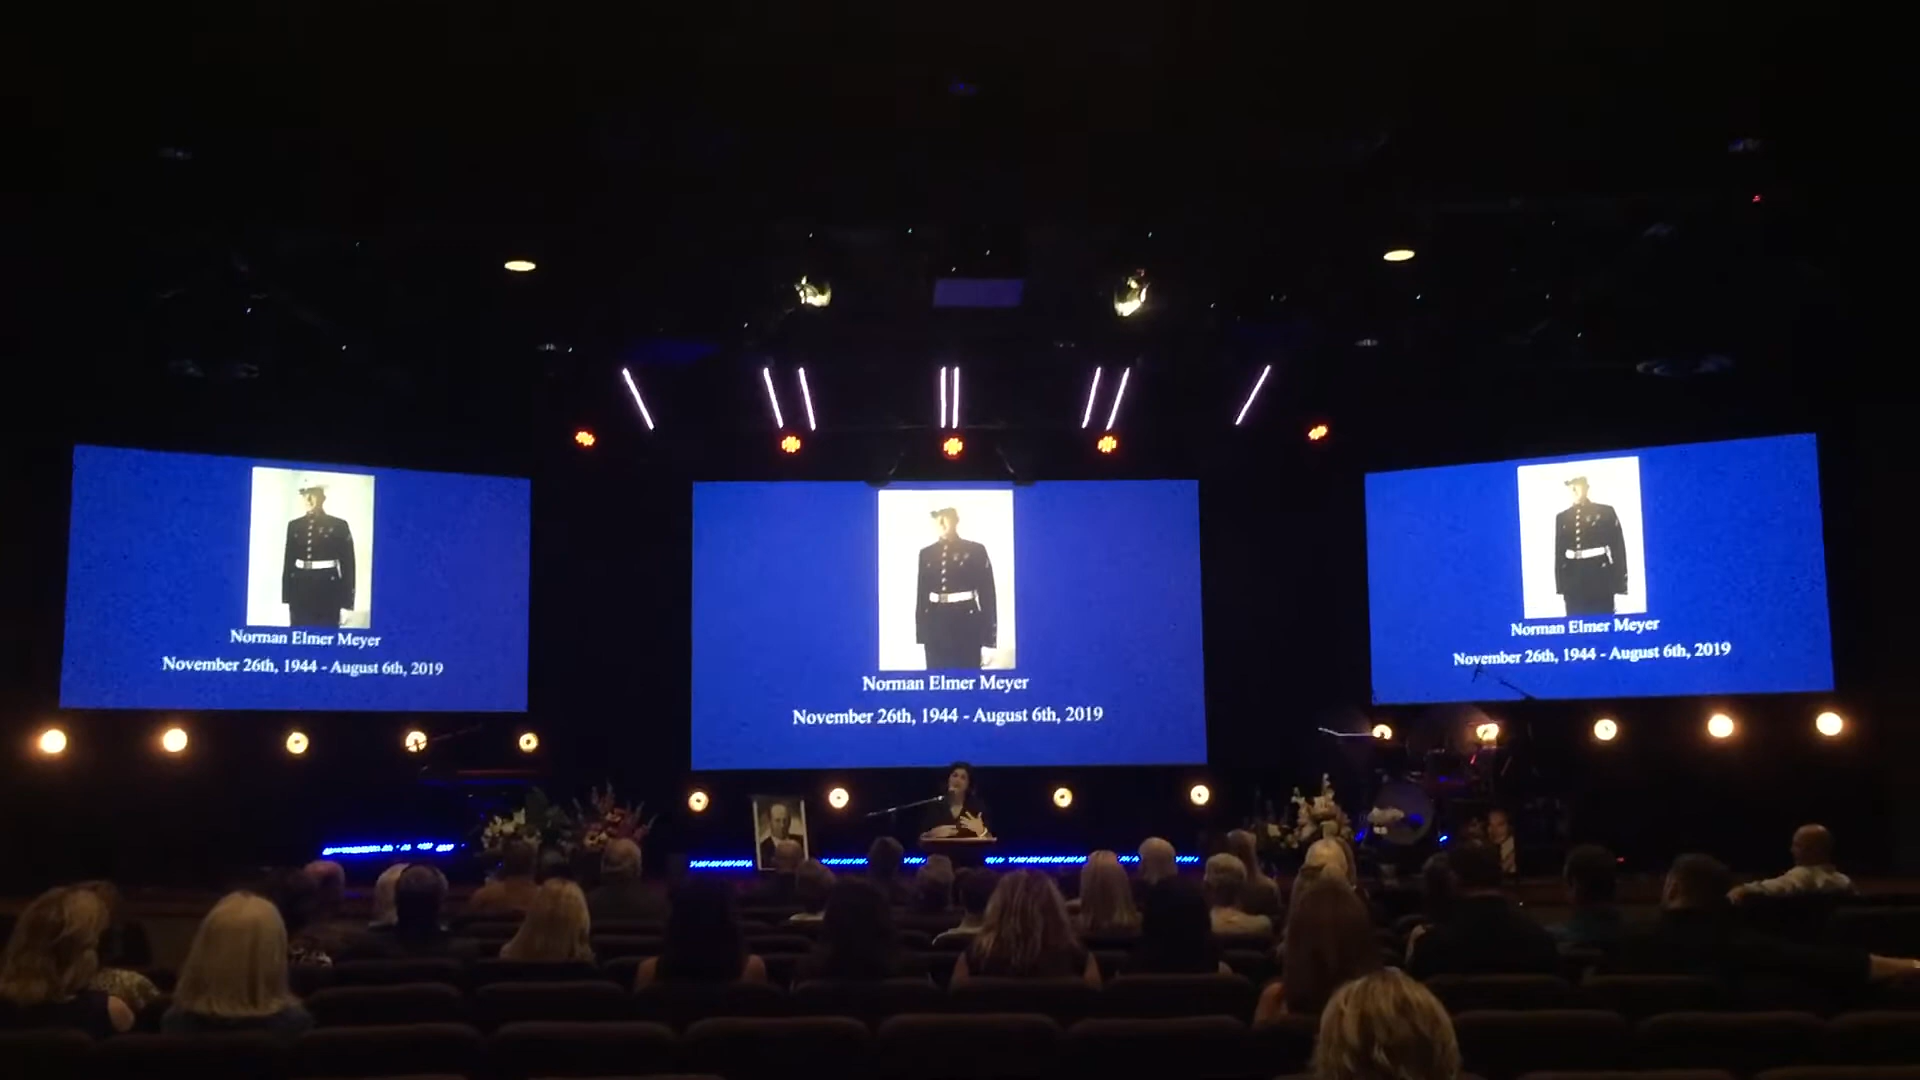 Norman Elmer Meyer
November 26th, 1944 - August 6th, 2019
Norman Elmer Meyer
November 26th, 1944 - August 6th, 2019
Norman Elmer Meyer
November 26th, 1944 - August 6th, 2019